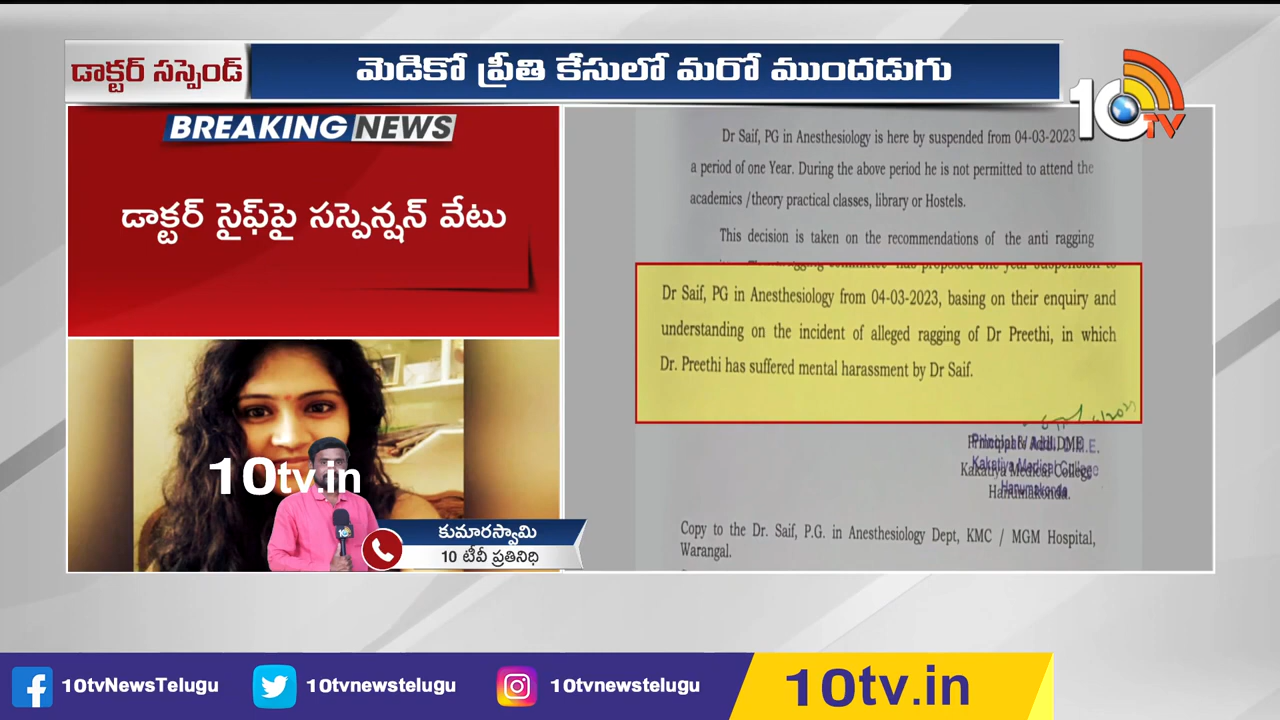 డాక్టర్ సస్పెండ్
మెడికో ప్రీతి కేసులో మరో ముందడుగు
10TV
BREAKING NEWS
డాక్టర్ సైఫ్‌పై సస్పెన్షన్ వేటు
10tv.in
కుమారస్వామి
10 టీవీ ప్రతినిధి
Dr Saif, PG in Anesthesiology is here by suspended from 04-03-2023
a period of one Year. During the above period he is not permitted to attend the
academics /theory practical classes, library or Hostels.
This decision is taken on the recommendations of the anti ragging
Dr Saif, PG in Anesthesiology from 04-03-2023, basing on their enquiry and
understanding on the incident of alleged ragging of Dr Preethi, in which
Dr. Preethi has suffered mental harassment by Dr Saif.
Kakatiya Medical College
Hanumakonda.
Copy to the Dr. Saif, P.G. in Anesthesiology Dept, KMC / MGM Hospital,
Warangal.
10tvNewsTelugu
10tvnewstelugu
10tvnewstelugu
10tv.in